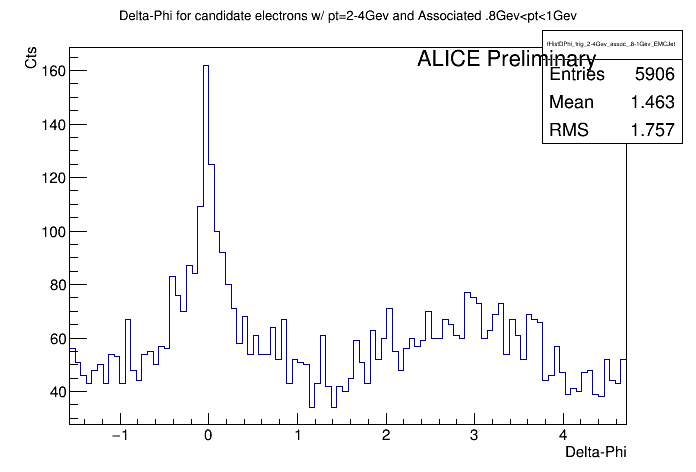 Delta-Phi for candidate electrons w/ pt=2-4Gev and Associated .8Gev<pt<1Gev
Cts
ALICE Preliminary
fHistDPhi_trig_2-4Gev_assoc_.8-1Gev_EMCJet
Entries 5906
Mean 1.463
RMS 1.757
160
140
120
100
80
60
40
−1 0 1 2 3 4
Delta-Phi